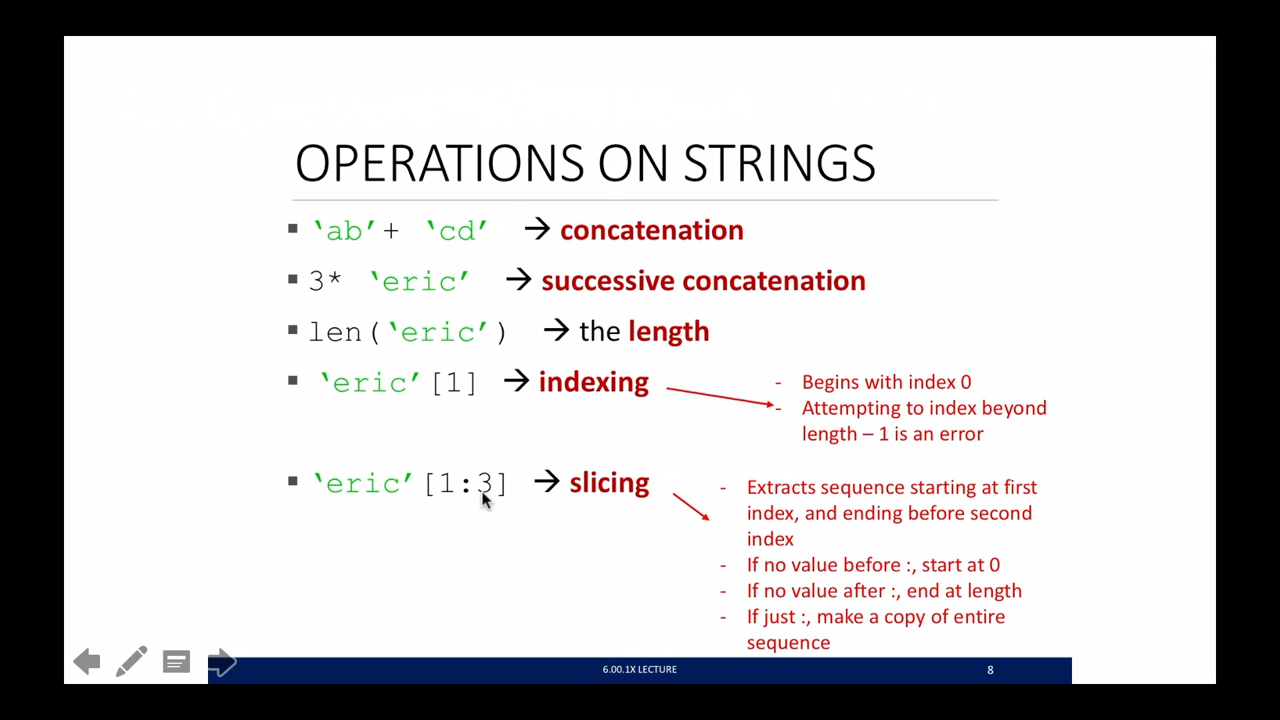 OPERATIONS ON STRINGS
▪ ‘ab’+ ‘cd’ → concatenation
▪ 3* ‘eric’ → successive concatenation
▪ len(‘eric’) → the length
▪ ‘eric’[1] → indexing
- Begins with index 0
- Attempting to index beyond
length – 1 is an error
▪ ‘eric’[1:3] → slicing
- Extracts sequence starting at first
index, and ending before second
index
- If no value before :, start at 0
- If no value after :, end at length
- If just :, make a copy of entire
sequence
6.00.1X LECTURE
8